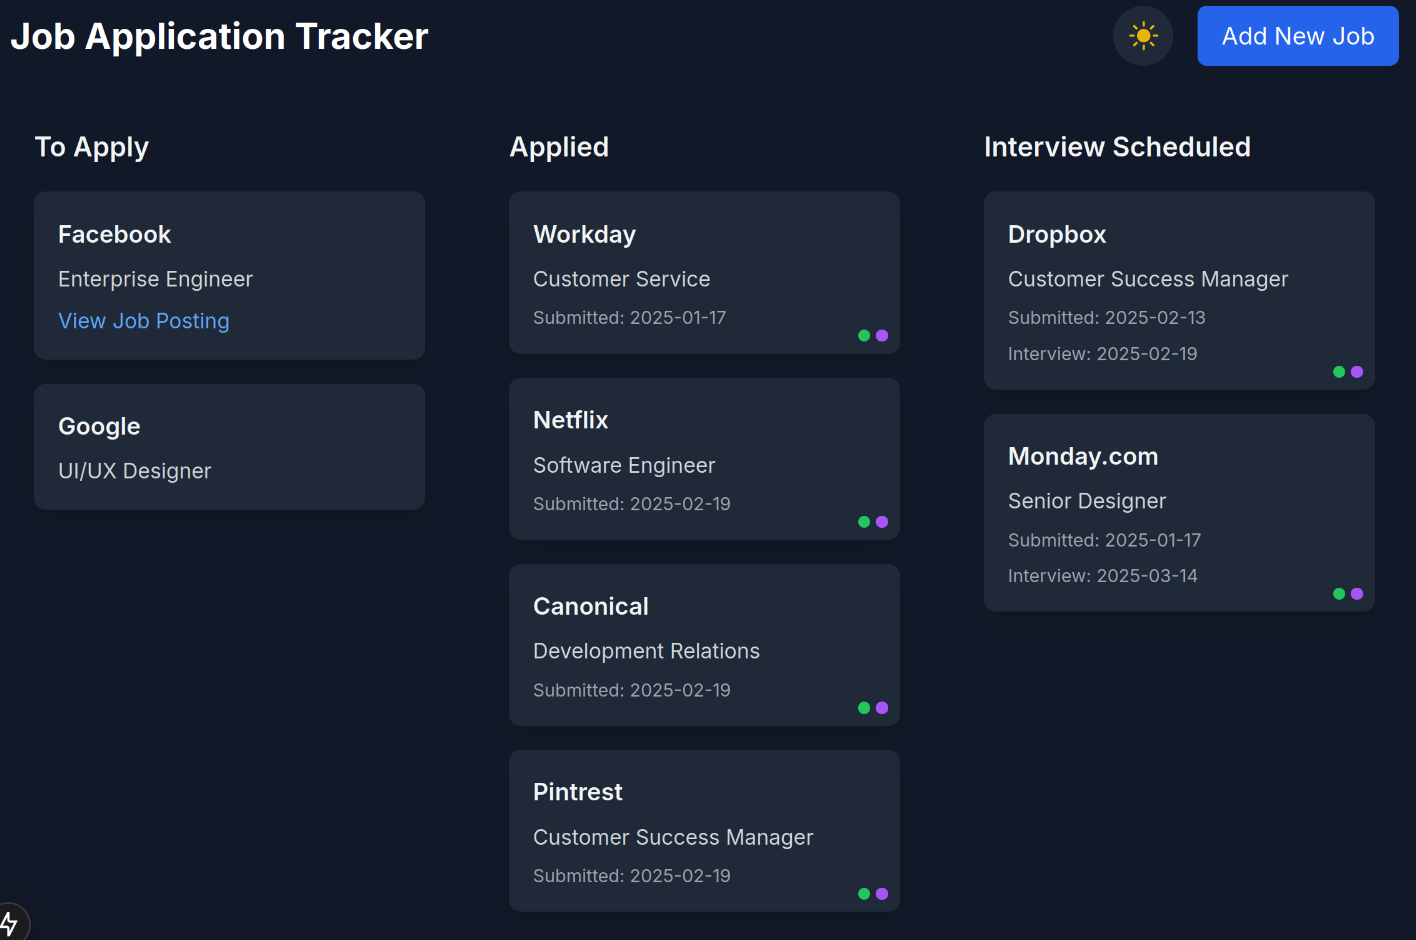 Job Application Tracker
Add New Job
To Apply
Facebook
Enterprise Engineer
View Job Posting
Google
UI/UX Designer
Applied
Workday
Customer Service
Submitted: 2025-01-17
Netflix
Software Engineer
Submitted: 2025-02-19
Canonical
Development Relations
Submitted: 2025-02-19
Pintrest
Customer Success Manager
Submitted: 2025-02-19
Interview Scheduled
Dropbox
Customer Success Manager
Submitted: 2025-02-13
Interview: 2025-02-19
Monday.com
Senior Designer
Submitted: 2025-01-17
Interview: 2025-03-14